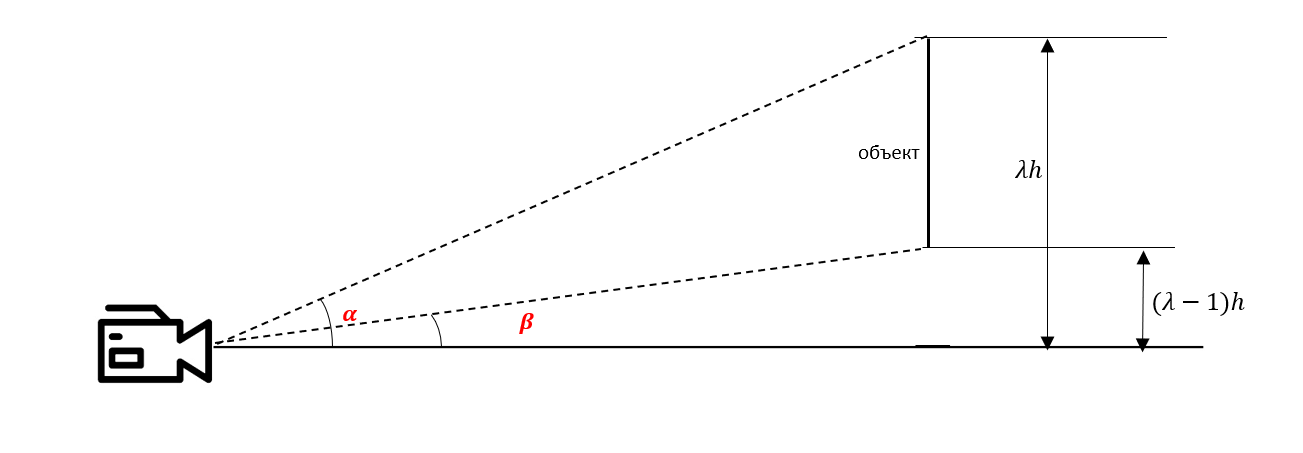 объект
λh
α
β
(λ − 1)h